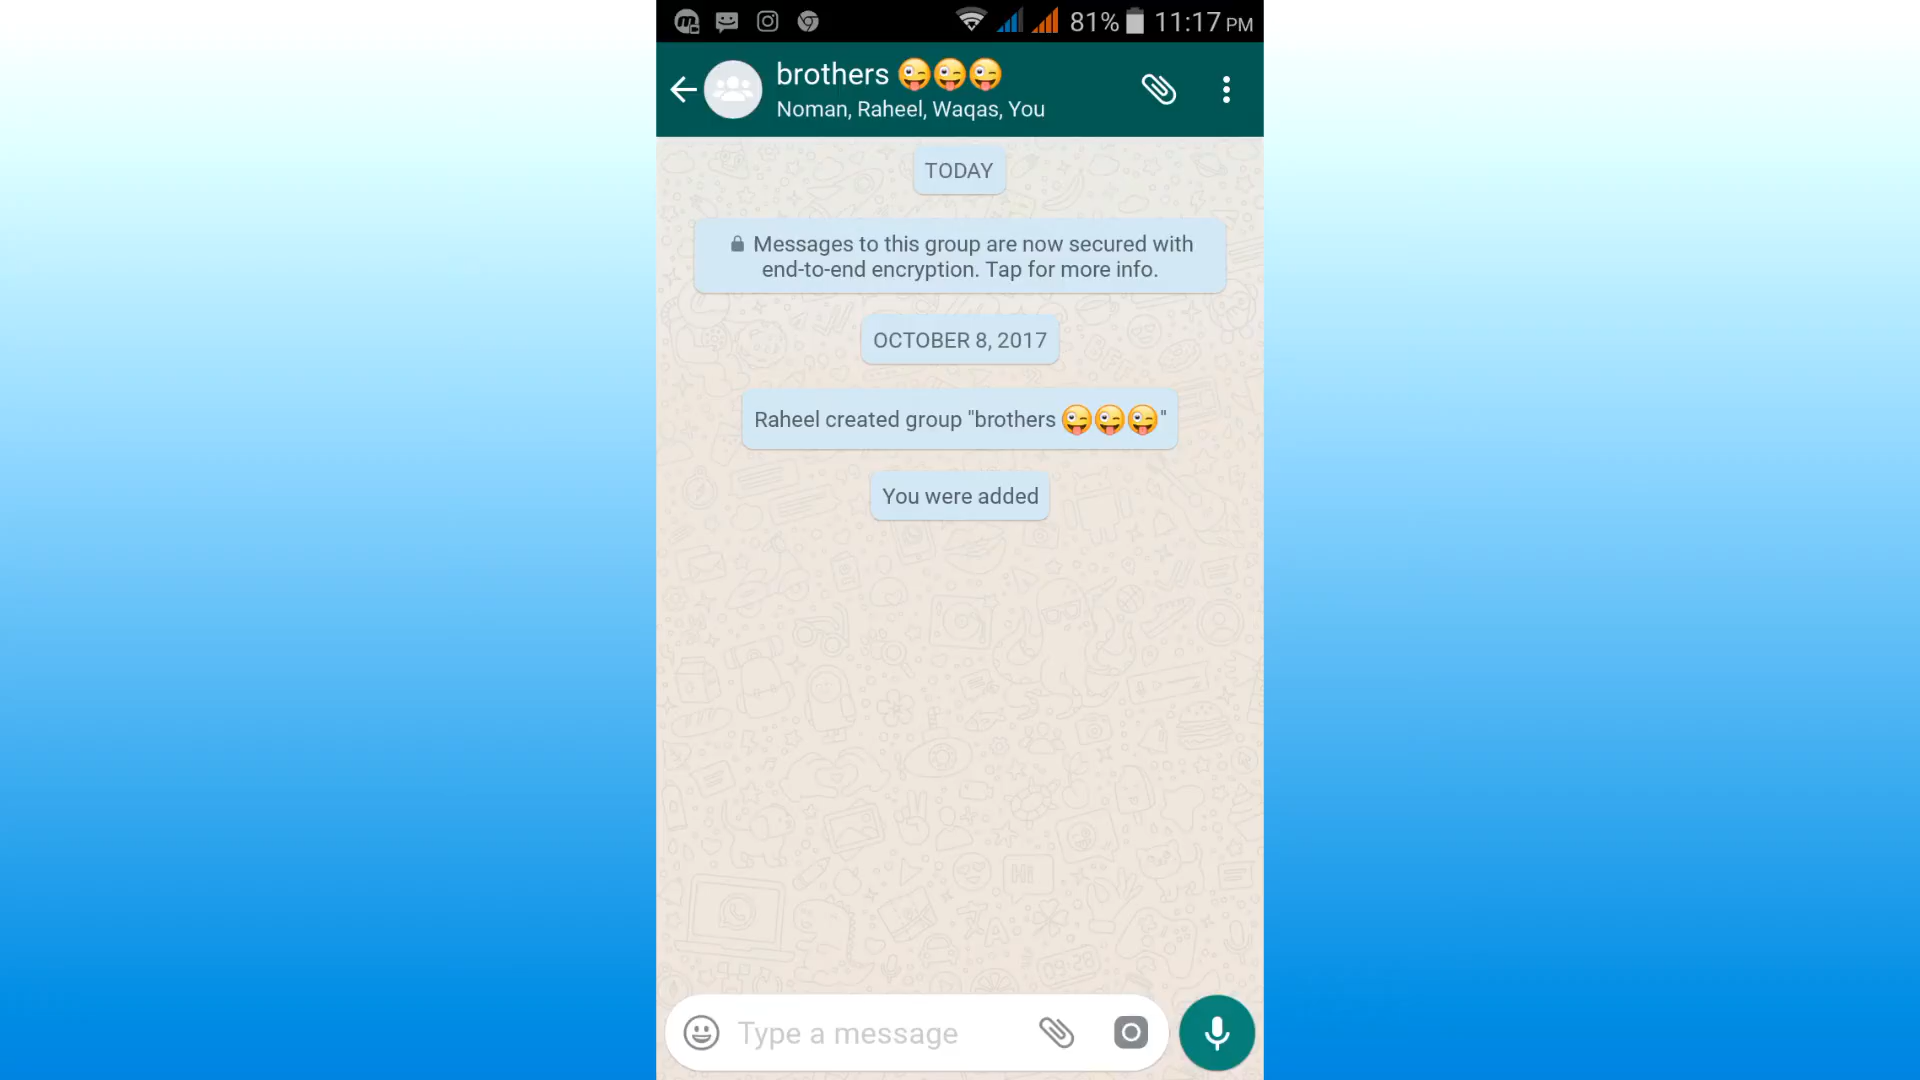 81% 11:17 PM
brothers 😜😜😜
Noman, Raheel, Waqas, You
TODAY
Messages to this group are now secured with
end-to-end encryption. Tap for more info.
OCTOBER 8, 2017
Raheel created group "brothers 😜😜😜"
You were added
Type a message